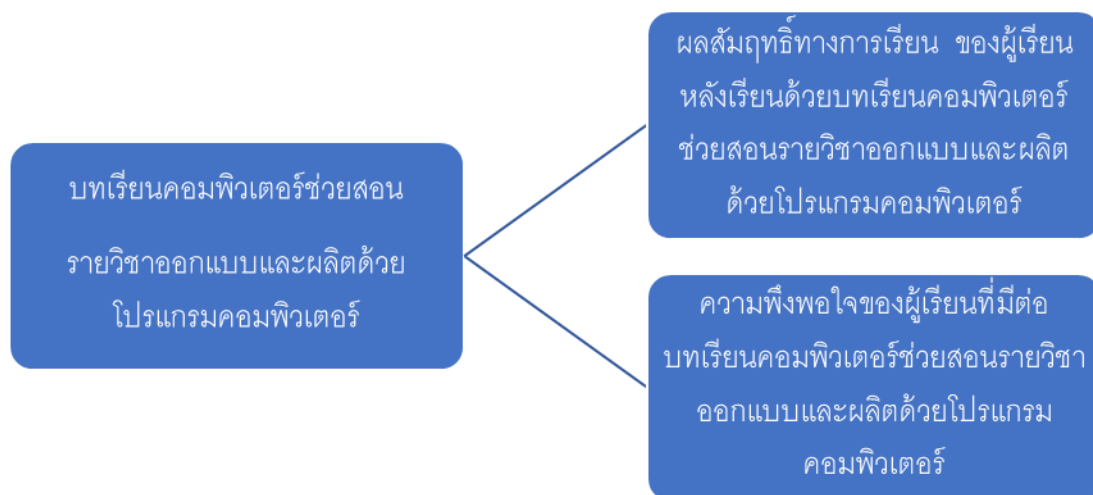 บทเรียนคอมพิวเตอร์ช่วยสอน
รายวิชาออกแบบและผลิตด้วย
โปรแกรมคอมพิวเตอร์
ผลสัมฤทธิ์ทางการเรียน ของผู้เรียน
หลังเรียนด้วยบทเรียนคอมพิวเตอร์
ช่วยสอนรายวิชาออกแบบและผลิต
ด้วยโปรแกรมคอมพิวเตอร์
ความพึงพอใจของผู้เรียนที่มีต่อ
บทเรียนคอมพิวเตอร์ช่วยสอนรายวิชา
ออกแบบและผลิตด้วยโปรแกรม
คอมพิวเตอร์